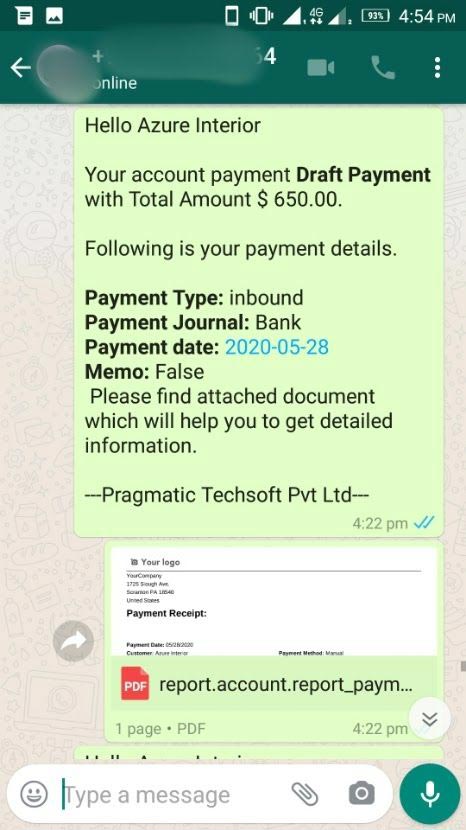 4G
93%
4:54 PM
+
64
online
Hello Azure Interior
Your account payment Draft Payment
with Total Amount $ 650.00.
Following is your payment details.
Payment Type: inbound
Payment Journal: Bank
Payment date: 2020-05-28
Memo: False
Please find attached document
which will help you to get detailed
information.
---Pragmatic Techsoft Pvt Ltd---
4:22 pm
Your logo
YourCompany
1725 Slough Ave.
Scranton PA 18540
United States
Payment Receipt:
Payment Date: 05/28/2020
Customer: Azure Interior Payment Method: Manual
PDF report.account.report_paym...
1 page • PDF 4:22 pm
Type a message